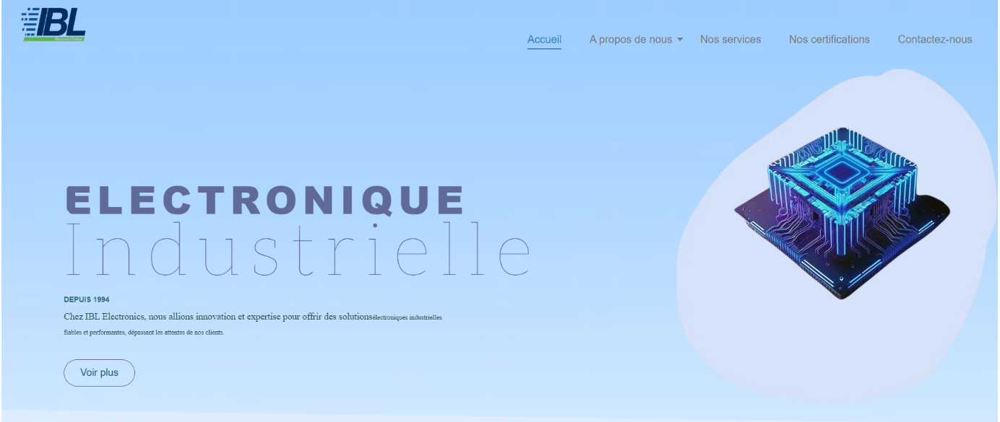 IBL
Electronics Partner
Accueil
A propos de nous
Nos services
Nos certifications
Contactez-nous
ELECTRONIQUE
Industrielle
DEPUIS 1994
Chez IBL Electronics, nous allions innovation et expertise pour offrir des solutionsélectroniques industrielles
fiables et performantes, dépassant les attentes de nos clients.
Voir plus